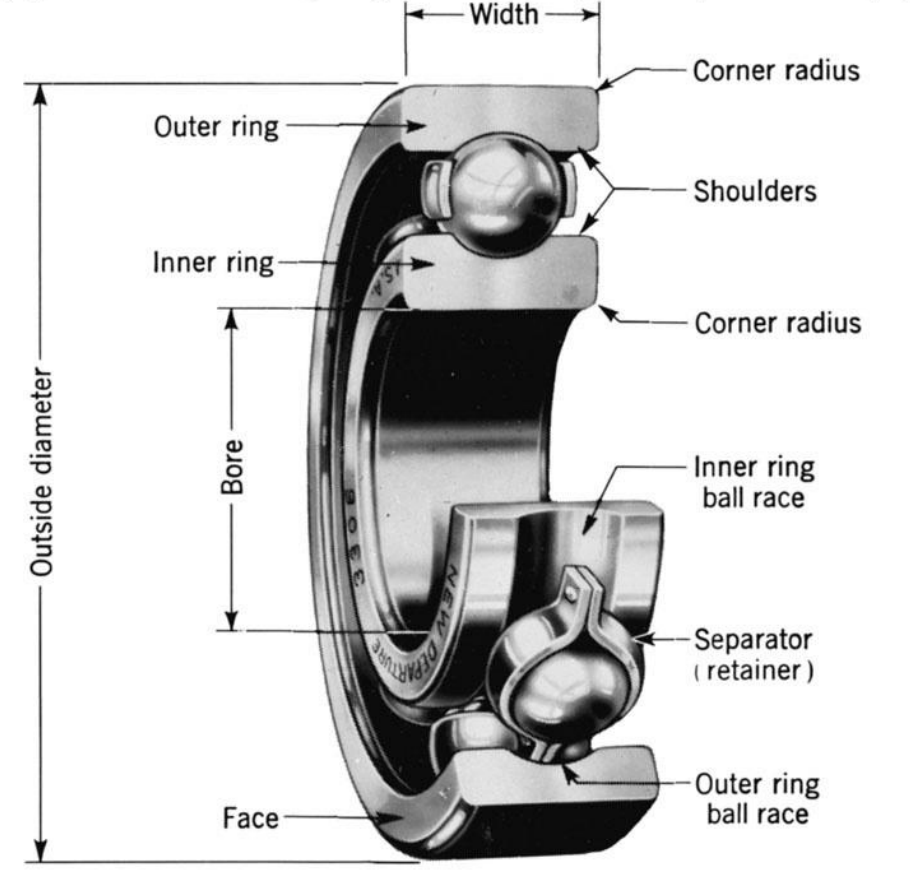 Width
Corner radius
Outer ring
Shoulders
Inner ring
U.S.A.
Corner radius
Outside diameter
Bore
Inner ring
ball race
3306
NEW DEPARTURE
Separator
(retainer)
Outer ring
ball race
Face